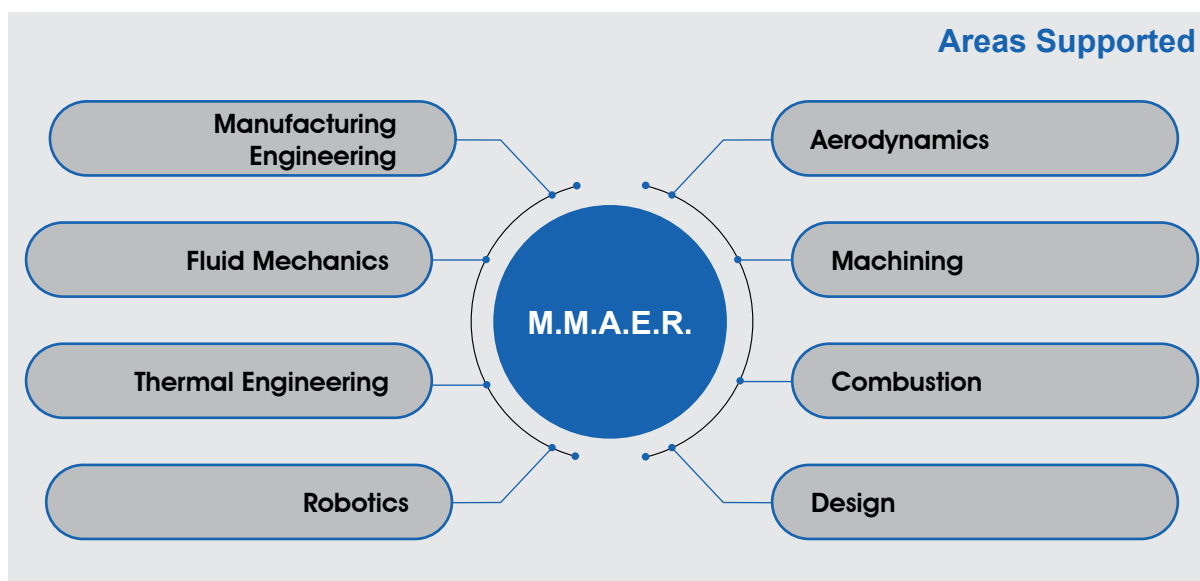 Areas Supported
Manufacturing
Engineering
Aerodynamics
Fluid Mechanics
Machining
M.M.A.E.R.
Thermal Engineering
Combustion
Robotics
Design